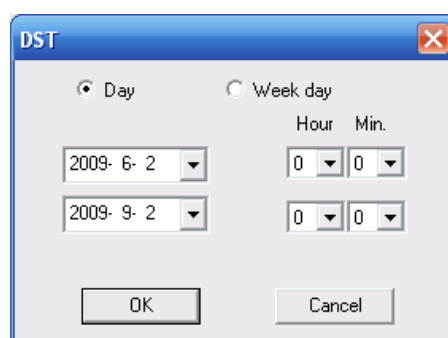 DST
Day Week day
Hour Min.
2009- 6- 2 0 0
2009- 9- 2 0 0
OK Cancel